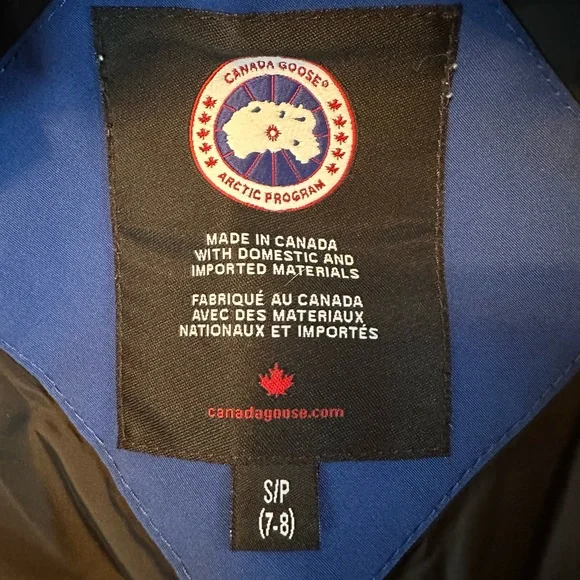 CANADA GOOSE®
ARCTIC PROGRAM
MADE IN CANADA
WITH DOMESTIC AND
IMPORTED MATERIALS
FABRIQUÉ AU CANADA
AVEC DES MATERIAUX
NATIONAUX ET IMPORTÉS
canadagoose.com
S/P
(7-8)